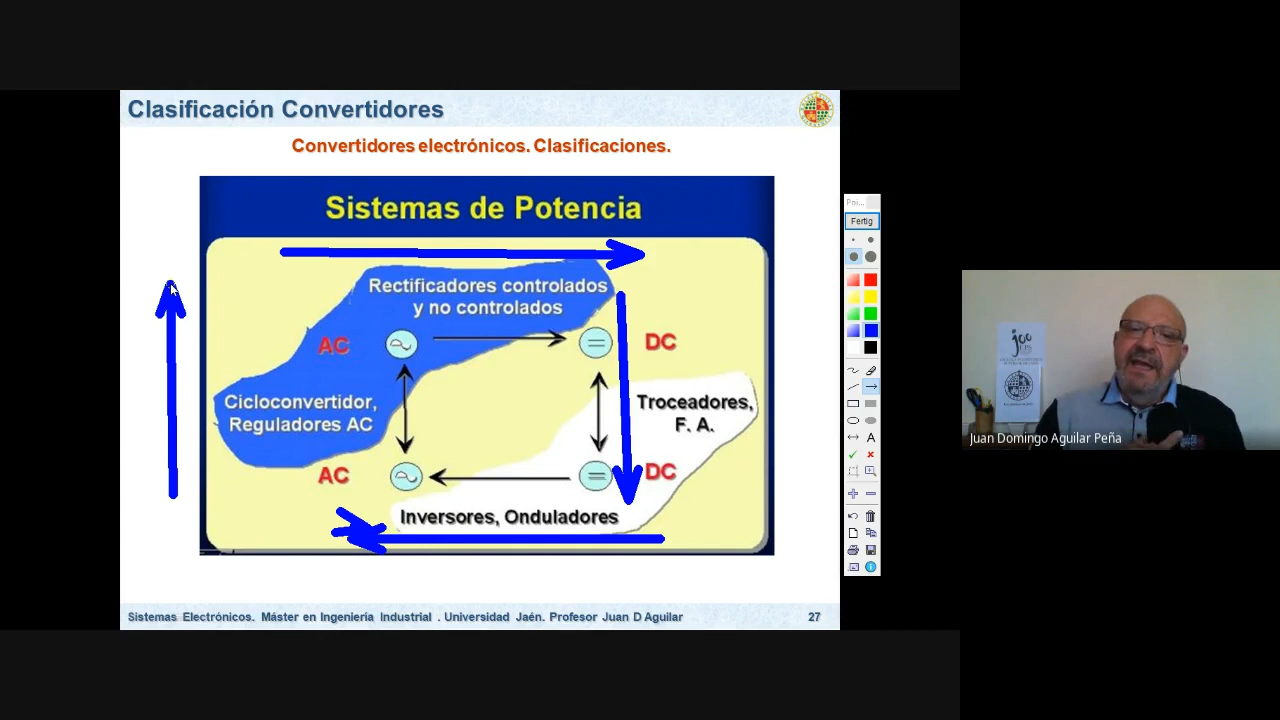 Clasificación Convertidores
Convertidores electrónicos. Clasificaciones.
Sistemas de Potencia
Rectificadores controlados
y no controlados
AC
DC
Cicloconvertidor,
Reguladores AC
Troceadores,
F. A.
AC
DC
Inversores, Onduladores
Sistemas Electrónicos. Máster en Ingeniería Industrial . Universidad Jaén. Profesor Juan D Aguilar
27
Poi...
Fertig
A
joo
Juan Domingo Aguilar Peña